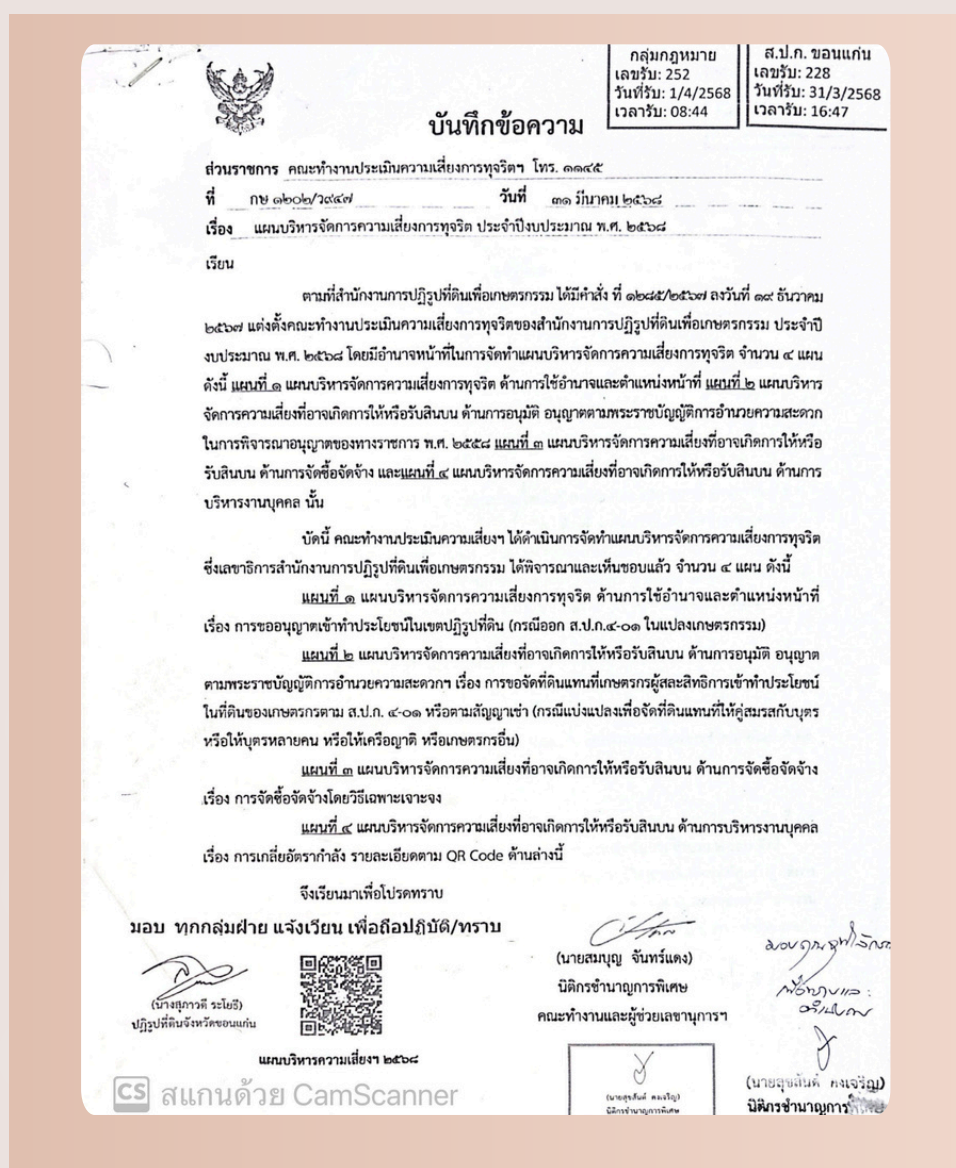 กลุ่มกฎหมาย
เลขรับ: 252
วันที่รับ: 1/4/2568
เวลารับ: 08:44
ส.ป.ก. ขอนแก่น
เลขรับ: 228
วันที่รับ: 31/3/2568
เวลารับ: 16:47
บันทึกข้อความ
ส่วนราชการ คณะทำงานประเมินความเสี่ยงการทุจริตฯ โทร. ๑๑๔๕
ที่ กษ ๑๒๐๒/ว๙๔๗ วันที่ ๓๑ มีนาคม ๒๕๖๘
เรื่อง แผนบริหารจัดการความเสี่ยงการทุจริต ประจำปีงบประมาณ พ.ศ. ๒๕๖๘
เรียน
ตามที่สำนักงานการปฏิรูปที่ดินเพื่อเกษตรกรรม ได้มีคำสั่ง ที่ ๑๒๘๕/๒๕๖๗ ลงวันที่ ๑๙ ธันวาคม
๒๕๖๗ แต่งตั้งคณะทำงานประเมินความเสี่ยงการทุจริตของสำนักงานการปฏิรูปที่ดินเพื่อเกษตรกรรม ประจำปี
งบประมาณ พ.ศ. ๒๕๖๘ โดยมีอำนาจหน้าที่ในการจัดทำแผนบริหารจัดการความเสี่ยงการทุจริต จำนวน ๔ แผน
ดังนี้ แผนที่ ๑ แผนบริหารจัดการความเสี่ยงการทุจริต ด้านการใช้อำนาจและตำแหน่งหน้าที่ แผนที่ ๒ แผนบริหาร
จัดการความเสี่ยงที่อาจเกิดการให้หรือรับสินบน ด้านการอนุมัติ อนุญาตตามพระราชบัญญัติการอำนวยความสะดวก
ในการพิจารณาอนุญาตของทางราชการ พ.ศ. ๒๕๕๘ แผนที่ ๓ แผนบริหารจัดการความเสี่ยงที่อาจเกิดการให้หรือ
รับสินบน ด้านการจัดซื้อจัดจ้าง และแผนที่ ๔ แผนบริหารจัดการความเสี่ยงที่อาจเกิดการให้หรือรับสินบน ด้านการ
บริหารงานบุคคล นั้น
บัดนี้ คณะทำงานประเมินความเสี่ยงฯ ได้ดำเนินการจัดทำแผนบริหารจัดการความเสี่ยงการทุจริต
ซึ่งเลขาธิการสำนักงานการปฏิรูปที่ดินเพื่อเกษตรกรรม ได้พิจารณาและเห็นชอบแล้ว จำนวน ๔ แผน ดังนี้
แผนที่ ๑ แผนบริหารจัดการความเสี่ยงการทุจริต ด้านการใช้อำนาจและตำแหน่งหน้าที่
เรื่อง การขออนุญาตเข้าทำประโยชน์ในเขตปฏิรูปที่ดิน (กรณีออก ส.ป.ก.๔-๐๑ ในแปลงเกษตรกรรม)
แผนที่ ๒ แผนบริหารจัดการความเสี่ยงที่อาจเกิดการให้หรือรับสินบน ด้านการอนุมัติ อนุญาต
ตามพระราชบัญญัติการอำนวยความสะดวกฯ เรื่อง การขอจัดที่ดินแทนที่เกษตรกรผู้สละสิทธิการเข้าทำประโยชน์
ในที่ดินของเกษตรกรตาม ส.ป.ก. ๔-๐๑ หรือตามสัญญาเช่า (กรณีแบ่งแปลงเพื่อจัดที่ดินแทนที่ให้คู่สมรสกับบุตร
หรือให้บุตรหลายคน หรือให้เครือญาติ หรือเกษตรกรอื่น)
แผนที่ ๓ แผนบริหารจัดการความเสี่ยงที่อาจเกิดการให้หรือรับสินบน ด้านการจัดซื้อจัดจ้าง
เรื่อง การจัดซื้อจัดจ้างโดยวิธีเฉพาะเจาะจง
แผนที่ ๔ แผนบริหารจัดการความเสี่ยงที่อาจเกิดการให้หรือรับสินบน ด้านการบริหารงานบุคคล
เรื่อง การเกลี่ยอัตรากำลัง รายละเอียดตาม QR Code ด้านล่างนี้
จึงเรียนมาเพื่อโปรดทราบ
มอบ ทุกกลุ่มฝ่าย แจ้งเวียน เพื่อถือปฏิบัติ/ทราบ
(นางสุภาวดี ระโยธี)
ปฏิรูปที่ดินจังหวัดขอนแก่น
แผนบริหารความเสี่ยงฯ ๒๕๖๘
(นายสมบุญ จันทร์แดง)
นิติกรชำนาญการพิเศษ
คณะทำงานและผู้ช่วยเลขานุการฯ
(นายสุขสันต์ คงเจริญ)
นิติกรชำนาญการพิเศษ
(นายสุขสันต์ คงเจริญ)
นิติกรชำนาญการ
CS สแกนด้วย CamScanner